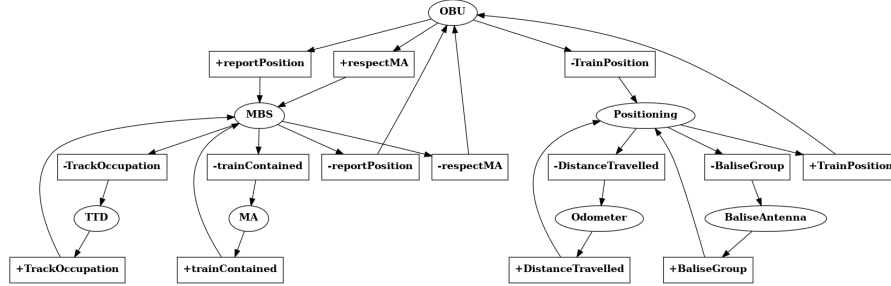 OBU
+reportPosition
+respectMA
-TrainPosition
MBS
Positioning
-TrackOccupation
-trainContained
-reportPosition
-respectMA
-DistanceTravelled
-BaliseGroup
+TrainPosition
TTD
MA
Odometer
BaliseAntenna
+TrackOccupation
+trainContained
+DistanceTravelled
+BaliseGroup